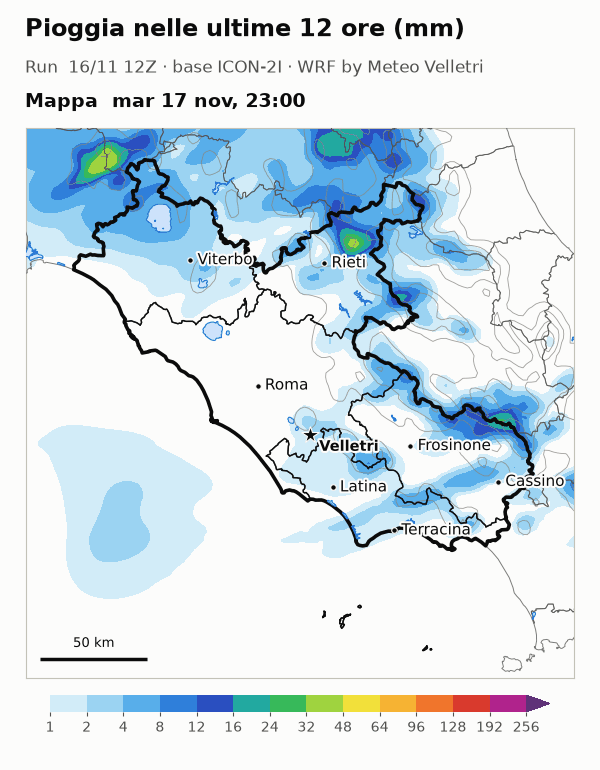 Pioggia nelle ultime 12 ore (mm)
Run  16/11 12Z · base ICON-2I · WRF by Meteo Velletri
Mappa  mar 17 nov, 23:00
Viterbo
Rieti
Roma
Velletri
Frosinone
Latina
Cassino
Terracina
50 km
1 2 4 8 12 16 24 32 48 64 96 128 192 256